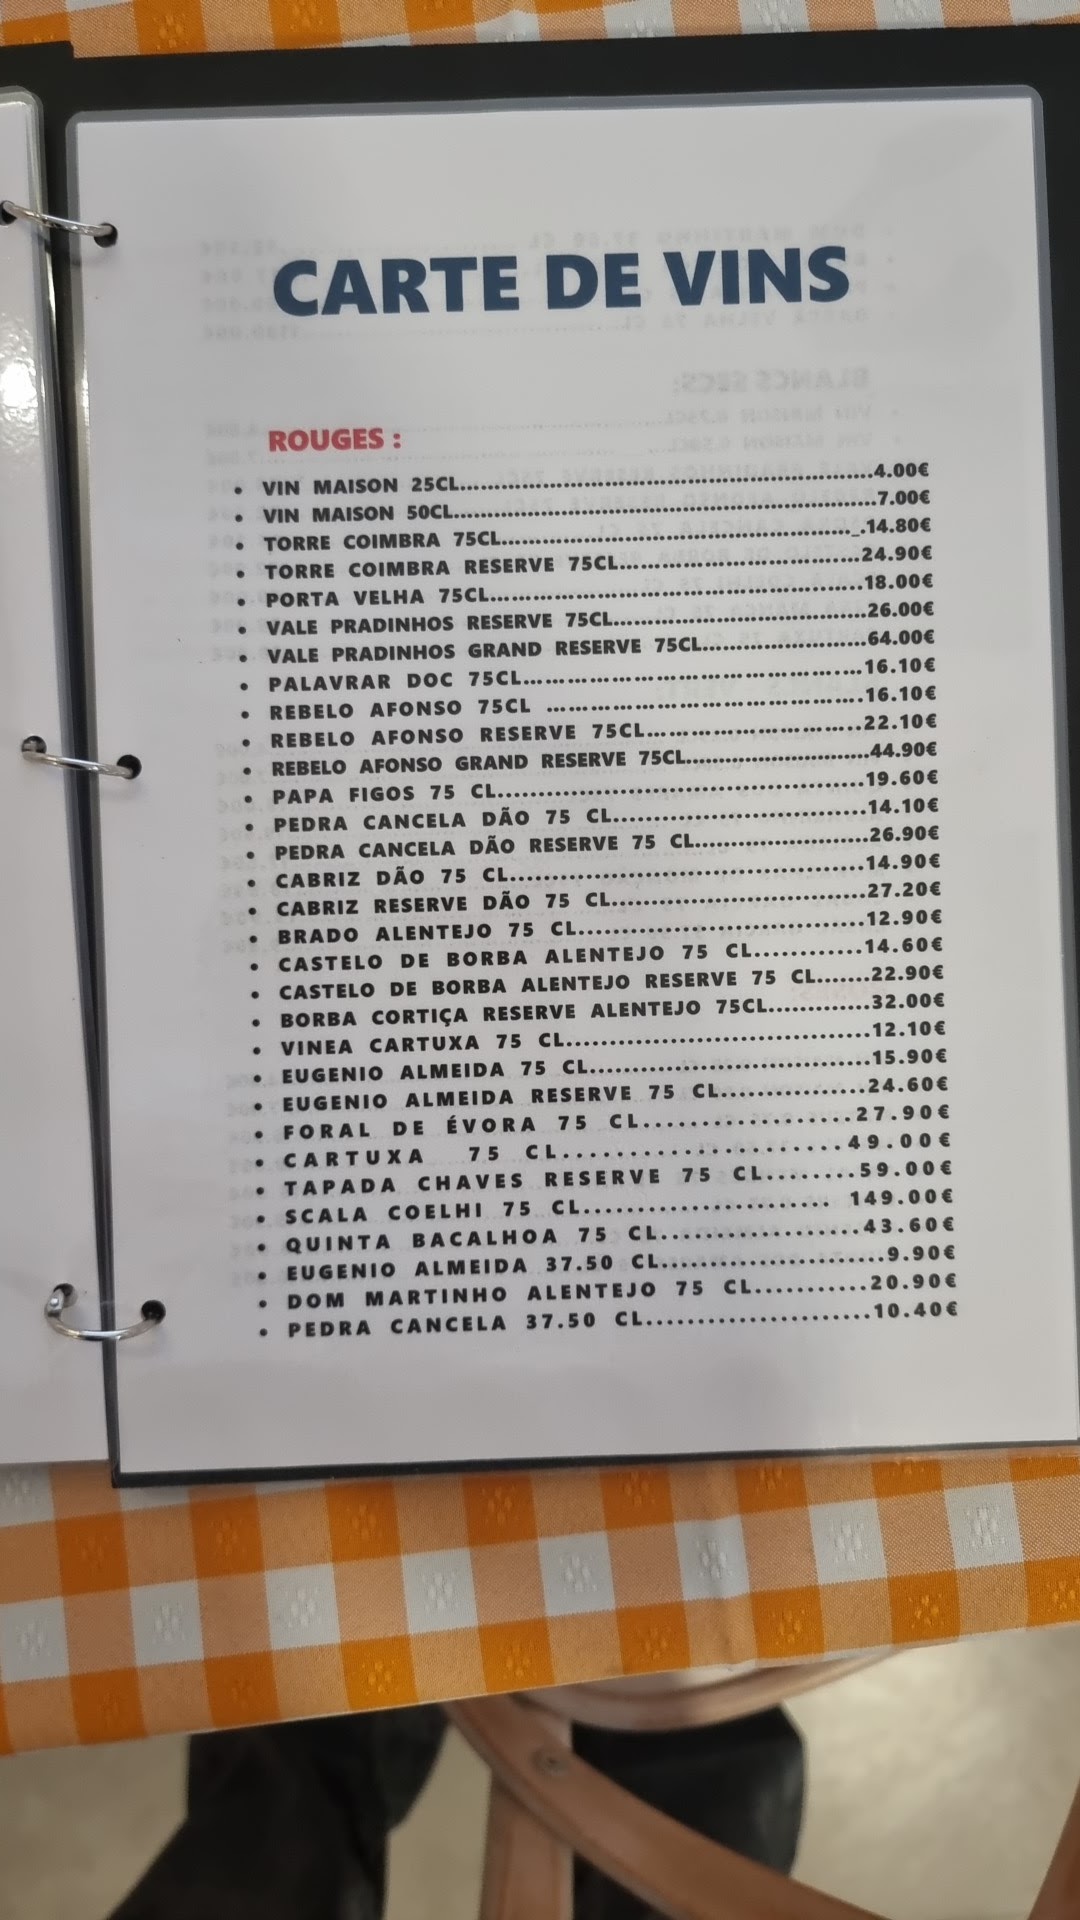 CARTE DE VINS
ROUGES :
• VIN MAISON 25CL..............................4.00€
• VIN MAISON 50CL..............................7.00€
• TORRE COIMBRA 75CL.............................._.14.80€
• TORRE COIMBRA RESERVE 75CL..............................24.90€
• PORTA VELHA 75CL..............................18.00€
• VALE PRADINHOS RESERVE 75CL..............................26.00€
• VALE PRADINHOS GRAND RESERVE 75CL........................64.00€
• PALAVRAR DOC 75CL..............................16.10€
• REBELO AFONSO 75CL ..............................16.10€
• REBELO AFONSO RESERVE 75CL..............................22.10€
• REBELO AFONSO GRAND RESERVE 75CL...........................44.90€
• PAPA FIGOS 75 CL..............................19.60€
• PEDRA CANCELA DÃO 75 CL..........................14.10€
• PEDRA CANCELA DÃO RESERVE 75 CL..........................26.90€
• CABRIZ DÃO 75 CL..............................14.90€
• CABRIZ RESERVE DÃO 75 CL..........................27.20€
• BRADO ALENTEJO 75 CL............................12.90€
• CASTELO DE BORBA ALENTEJO 75 CL...........14.60€
• CASTELO DE BORBA ALENTEJO RESERVE 75 CL.......22.90€
• BORBA CORTIÇA RESERVE ALENTEJO 75CL.............32.00€
• VINEA CARTUXA 75 CL..............................12.10€
• EUGENIO ALMEIDA 75 CL............................15.90€
• EUGENIO ALMEIDA RESERVE 75 CL...............24.60€
• FORAL DE ÉVORA 75 CL..................27.90€
• CARTUXA 75 CL......................49.00€
• TAPADA CHAVES RESERVE 75 CL........59.00€
• SCALA COELHI 75 CL........................ 149.00€
• QUINTA BACALHOA 75 CL....................43.60€
• EUGENIO ALMEIDA 37.50 CL......................9.90€
• DOM MARTINHO ALENTEJO 75 CL...........20.90€
• PEDRA CANCELA 37.50 CL......................10.40€